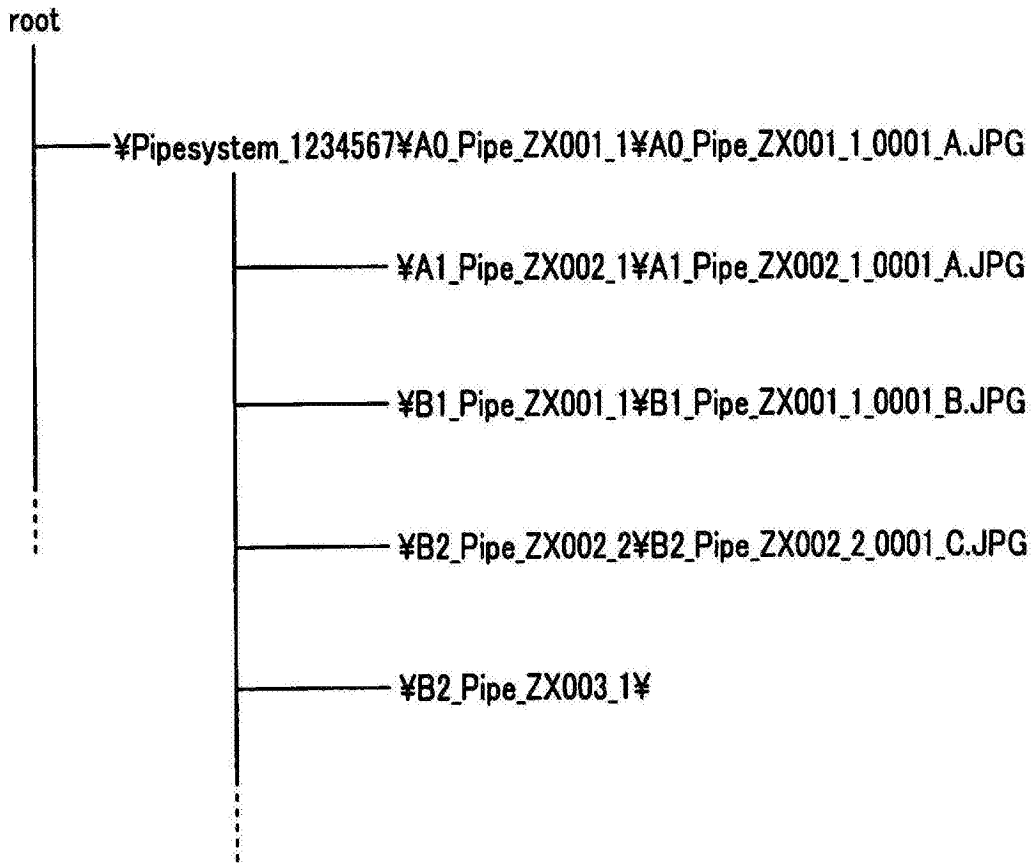 root
¥Pipesystem_1234567¥A0_Pipe_ZX001_1¥A0_Pipe_ZX001_1_0001_A.JPG
¥A1_Pipe_ZX002_1¥A1_Pipe_ZX002_1_0001_A.JPG
¥B1_Pipe_ZX001_1¥B1_Pipe_ZX001_1_0001_B.JPG
¥B2_Pipe_ZX002_2¥B2_Pipe_ZX002_2_0001_C.JPG
¥B2_Pipe_ZX003_1¥